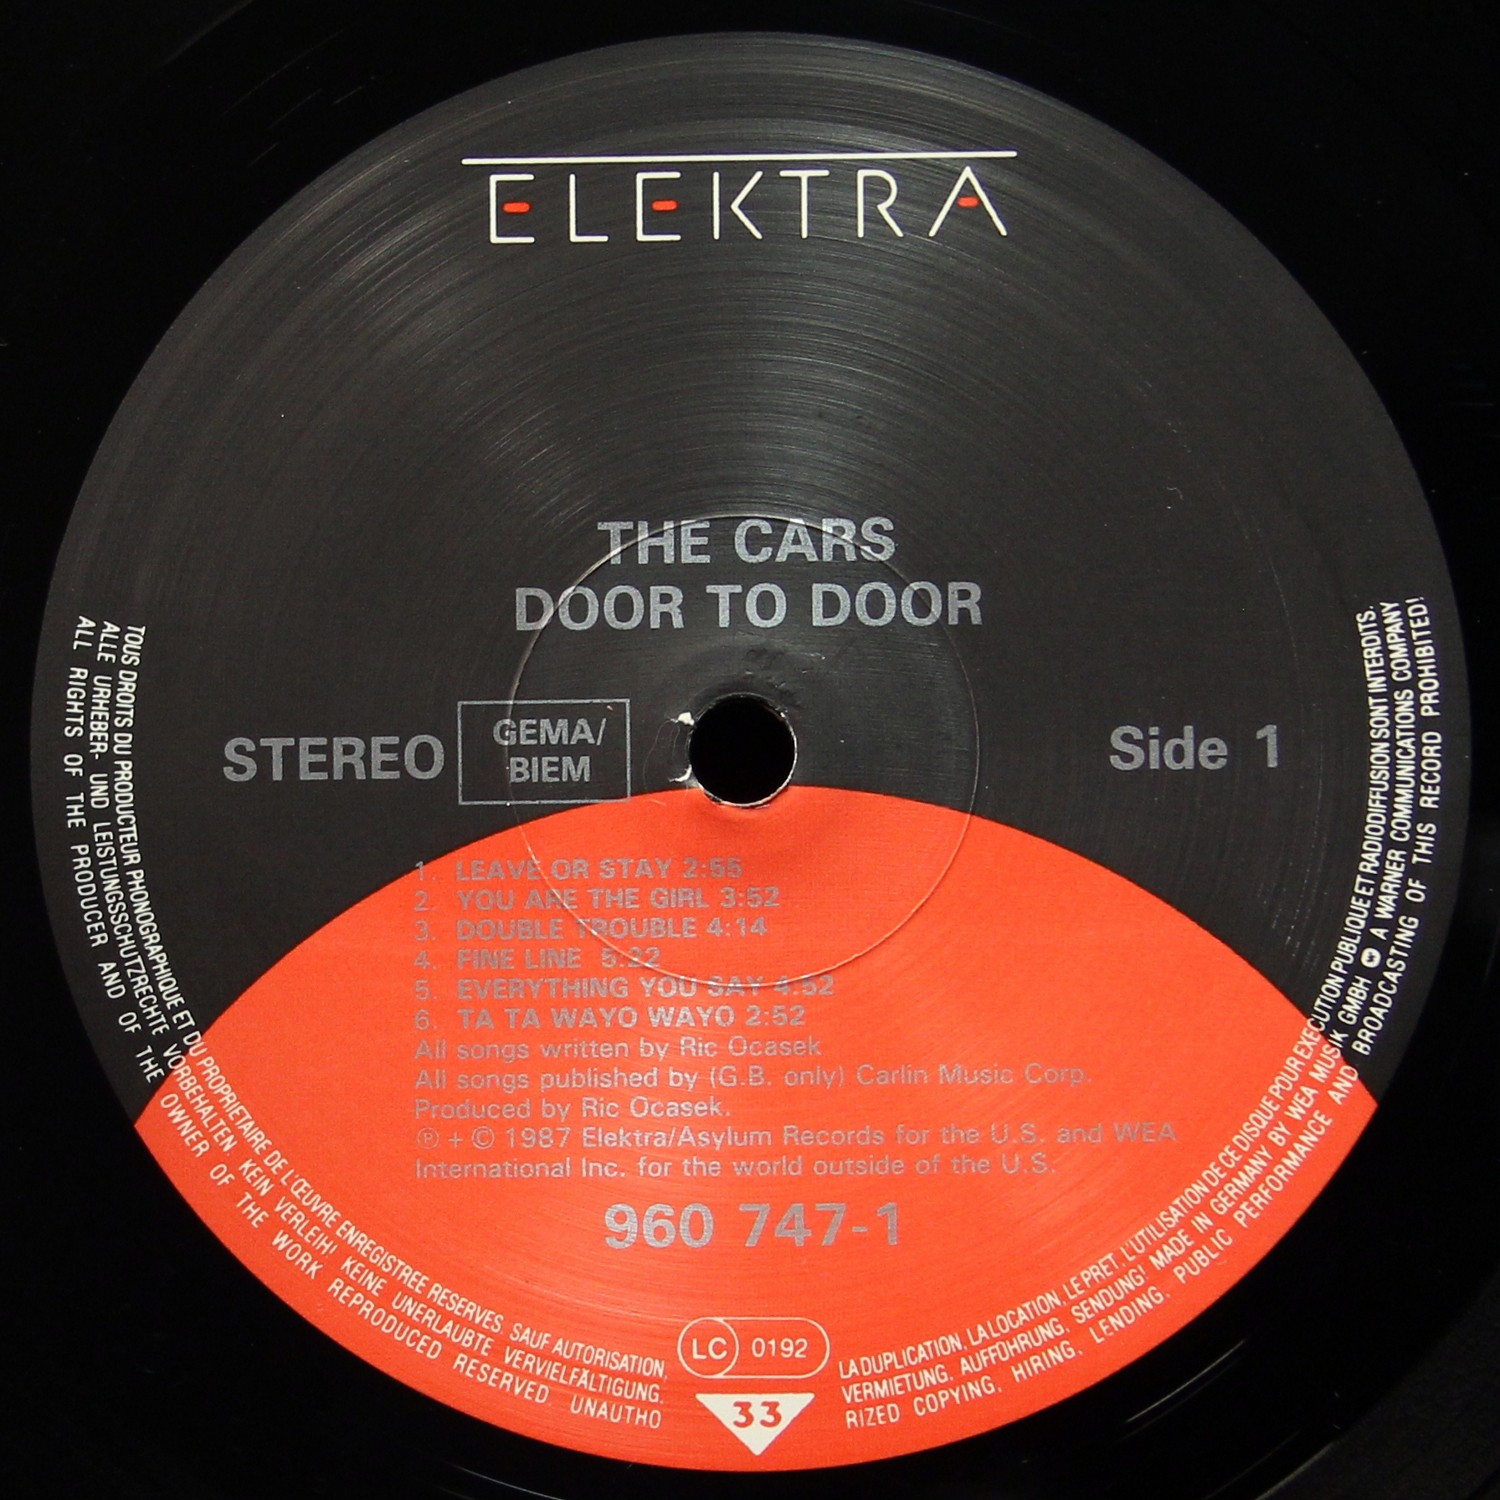 ELEKTRA
THE CARS
DOOR TO DOOR
STEREO
GEMA/
BIEM
Side 1
1. LEAVE OR STAY 2:55
2. YOU ARE THE GIRL 3:52
3. DOUBLE TROUBLE 4:14
4. FINE LINE 5:22
5. EVERYTHING YOU SAY 4:52
6. TA TA WAYO WAYO 2:52
All songs written by Ric Ocasek
All songs published by (G.B. only) Carlin Music Corp.
Produced by Ric Ocasek.
℗ + © 1987 Elektra/Asylum Records for the U.S. and WEA
International Inc. for the world outside of the U.S.
960 747-1
LC 0192
33
TOUS DROITS DU PRODUCTEUR PHONOGRAPHIQUE ET DU PROPRIETAIRE DE L'ŒUVRE ENREGISTREE RESERVES. SAUF AUTORISATION, LA DUPLICATION, LA LOCATION, LE PRET, L'UTILISATION DE CE DISQUE POUR EXECUTION PUBLIQUE ET RADIODIFFUSION SONT INTERDITS.
ALLE URHEBER- UND LEISTUNGSSCHUTZRECHTE VORBEHALTEN. KEIN VERLEIH! KEINE UNERLAUBTE VERVIELFÄLTIGUNG, VERMIETUNG, AUFFÜHRUNG, SENDUNG! MADE IN GERMANY BY WEA MUSIK GMBH A WARNER COMMUNICATIONS COMPANY
ALL RIGHTS OF THE PRODUCER AND OF THE OWNER OF THE WORK REPRODUCED RESERVED. UNAUTHORIZED COPYING, HIRING, LENDING, PUBLIC PERFORMANCE AND BROADCASTING OF THIS RECORD PROHIBITED!